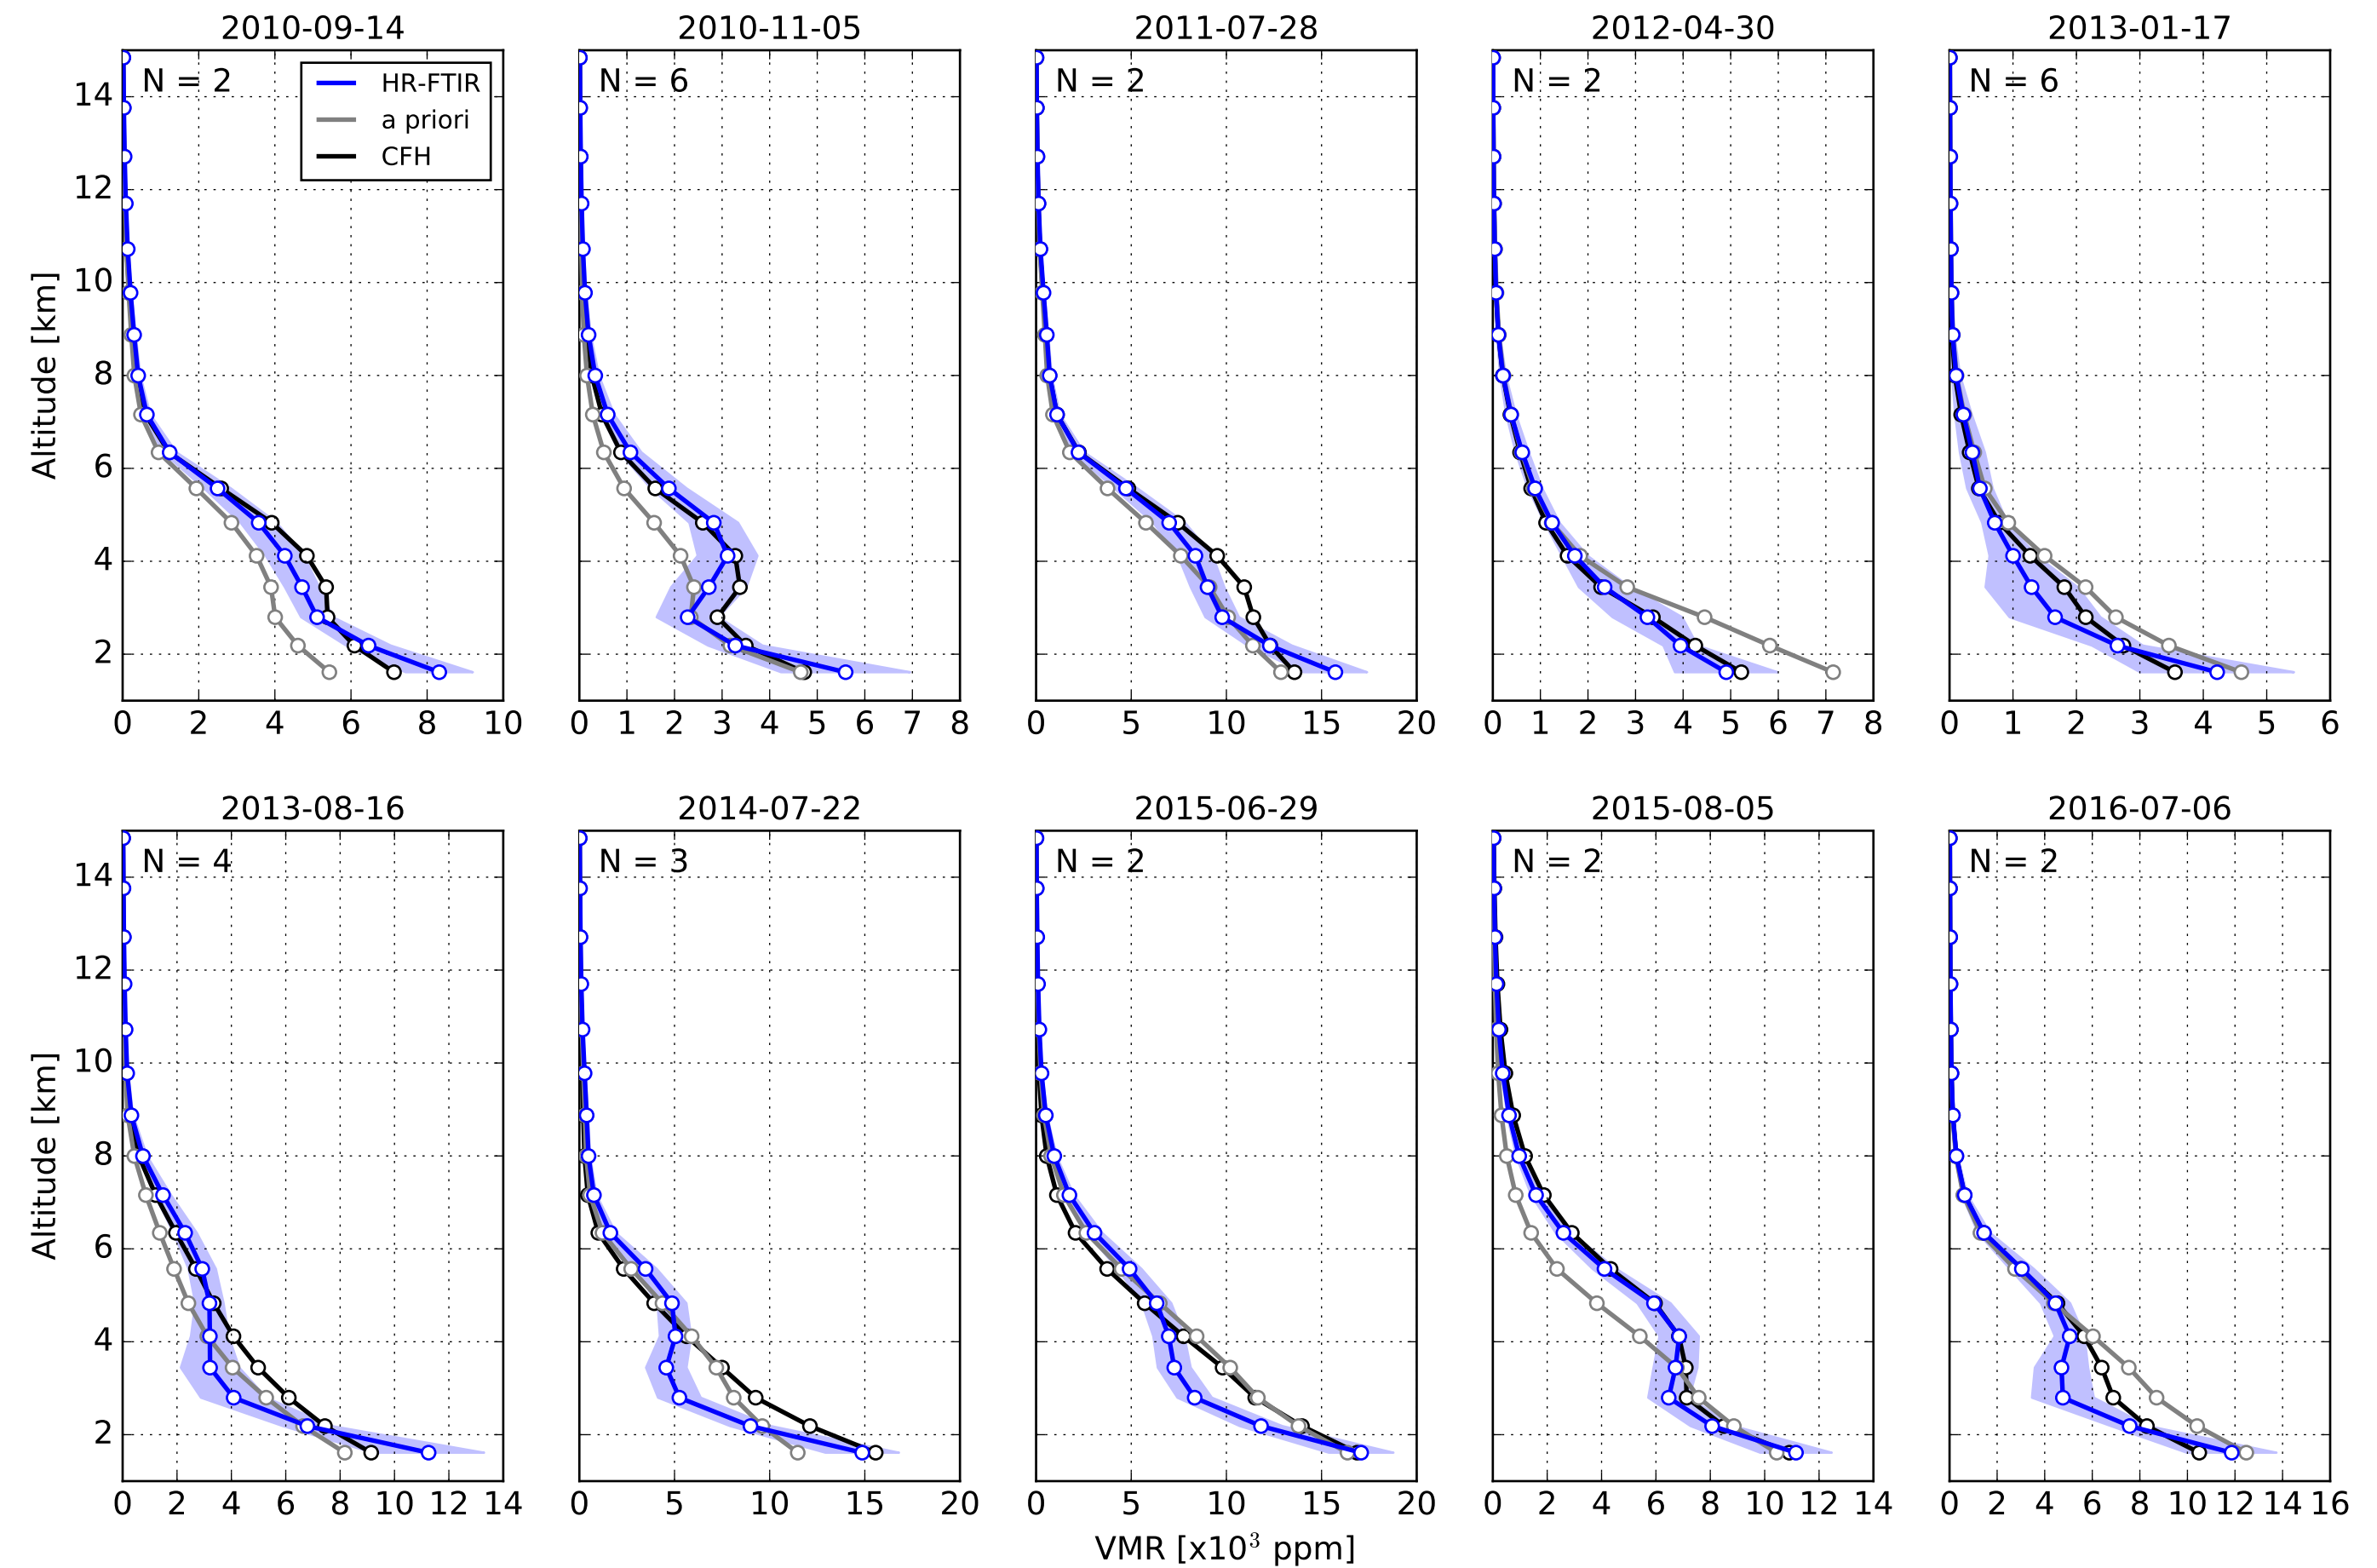 2010-09-14
2010-11-05
2011-07-28
2012-04-30
2013-01-17
N = 2
N = 6
N = 2
N = 2
N = 6
HR-FTIR
a priori
CFH
14
12
10
8
6
4
2
Altitude [km]
0 2 4 6 8 10
0 1 2 3 4 5 6 7 8
0 5 10 15 20
0 1 2 3 4 5 6 7 8
0 1 2 3 4 5 6
2013-08-16
2014-07-22
2015-06-29
2015-08-05
2016-07-06
N = 4
N = 3
N = 2
N = 2
N = 2
14
12
10
8
6
4
2
Altitude [km]
0 2 4 6 8 10 12 14
0 5 10 15 20
0 5 10 15 20
0 2 4 6 8 10 12 14
0 2 4 6 8 10 12 14 16
VMR [x10³ ppm]